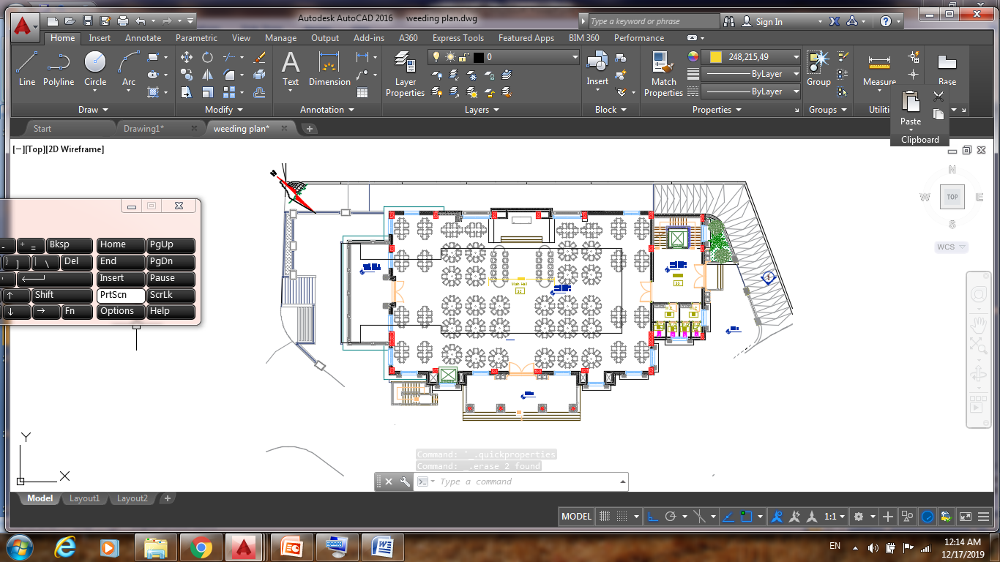 Autodesk AutoCAD 2016 weeding plan.dwg
Type a keyword or phrase
Sign In
Home Insert Annotate Parametric View Manage Output Add-ins A360 Express Tools Featured Apps BIM 360 Performance
Line Polyline Circle Arc
Text Dimension
Layer Properties
0
Insert
Match Properties
248,215,49
ByLayer
ByLayer
Group
Measure
Base
Draw Modify Annotation Layers Block Properties Groups Utiliti
Paste
Clipboard
Start Drawing1* weeding plan* +
[−][Top][2D Wireframe]
N
W TOP E
S
WCS
N
Main Hall
- = Bksp Home PgUp
} ] | \ Del End PgDn
' Insert Pause
↑ Shift PrtScn ScrLk
↓ → Fn Options Help
Y
X
Command: '_.quickproperties
Command: _.erase 2 found
Type a command
Model Layout1 Layout2 +
MODEL 1:1
EN 12:14 AM
12/17/2019